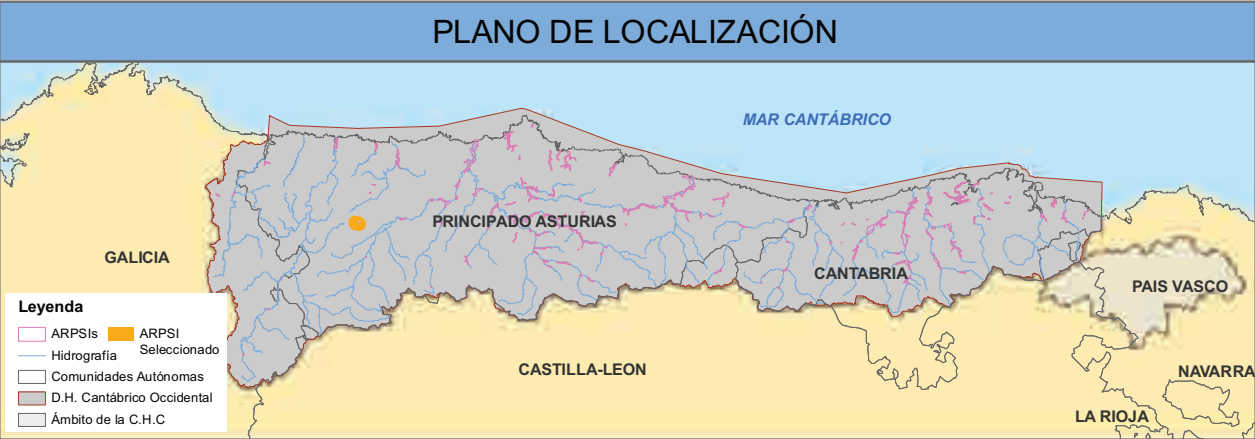 PLANO DE LOCALIZACIÓN
MAR CANTÁBRICO
PRINCIPADO ASTURIAS
GALICIA
CANTABRIA
PAIS VASCO
CASTILLA-LEON
NAVARRA
LA RIOJA
Leyenda
ARPSIs
ARPSI
Seleccionado
Hidrografía
Comunidades Autónomas
D.H. Cantábrico Occidental
Ámbito de la C.H.C